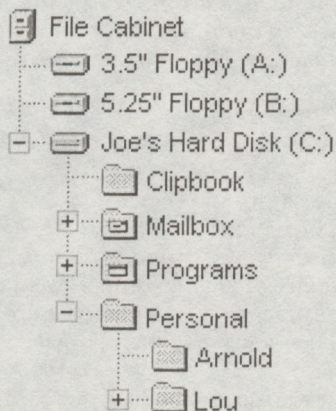 File Cabinet
3.5" Floppy (A:)
5.25" Floppy (B:)
Joe's Hard Disk (C:)
Clipbook
Mailbox
Programs
Personal
Arnold
Lou